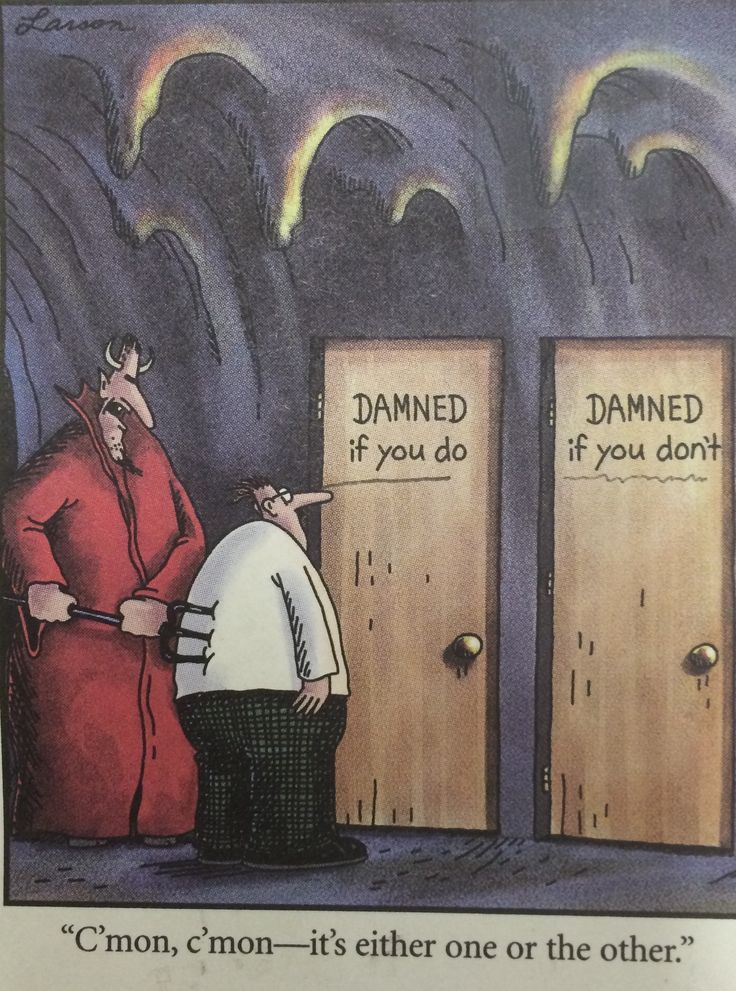 Larson
DAMNED
if you do
DAMNED
if you don't
"C'mon, c'mon—it's either one or the other."